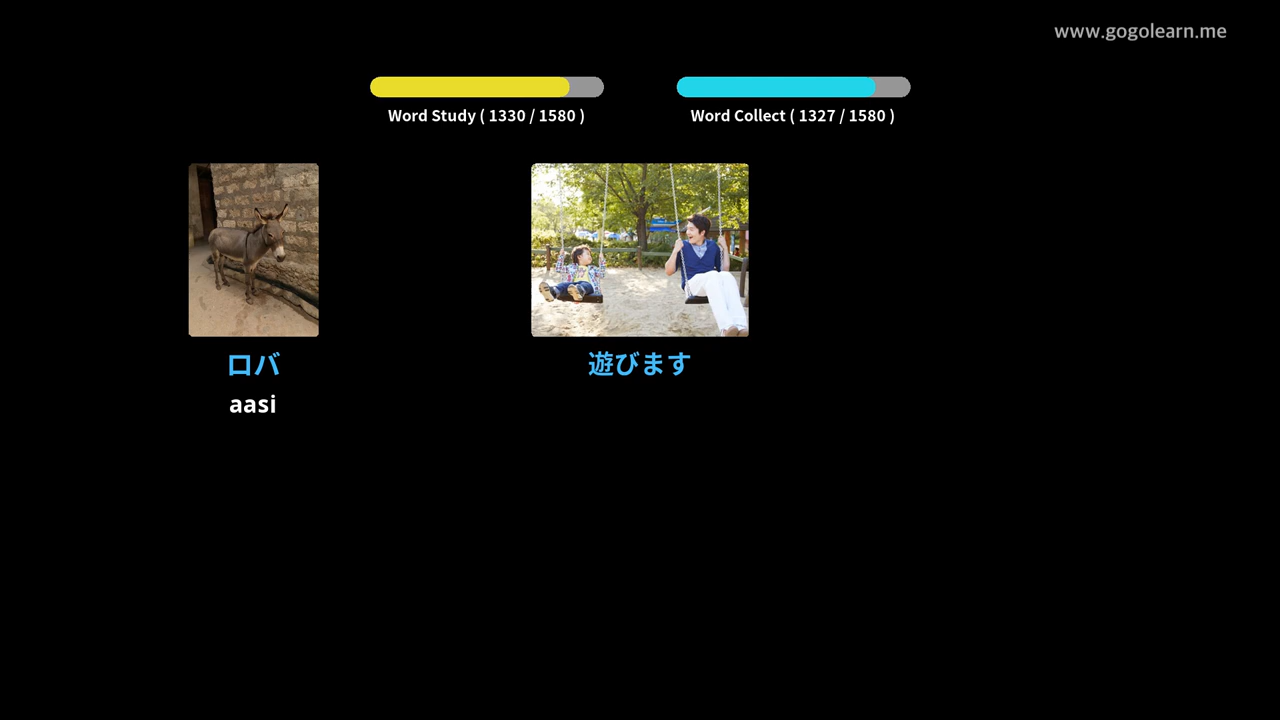 www.gogolearn.me
Word Study ( 1330 / 1580 )
Word Collect ( 1327 / 1580 )
ロバ
aasi
遊びます